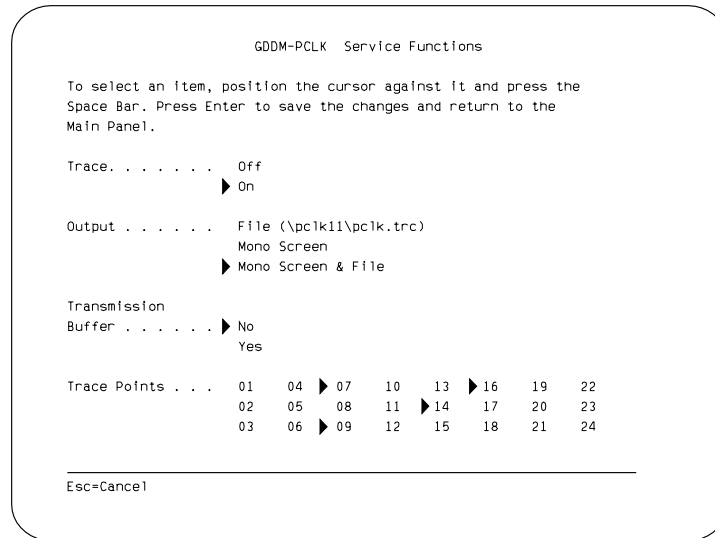 GDDM-PCLK Service Functions
To select an item, position the cursor against it and press the
Space Bar. Press Enter to save the changes and return to the
Main Panel.
Trace. . . . . . . Off
▶ On
Output . . . . . . File (\pclk11\pclk.trc)
Mono Screen
▶ Mono Screen & File
Transmission
Buffer . . . . . . ▶ No
Yes
Trace Points . . . 01 04 ▶ 07 10 13 ▶ 16 19 22
02 05 08 11 ▶ 14 17 20 23
03 06 ▶ 09 12 15 18 21 24
Esc=Cancel